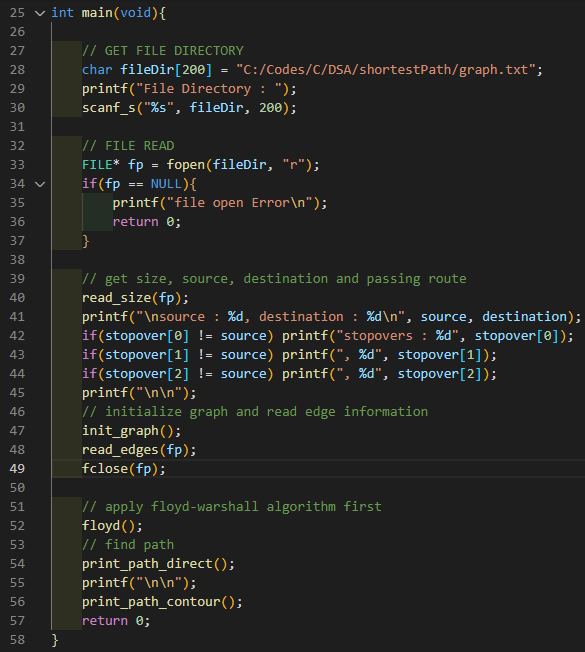 25 int main(void){
26
27     // GET FILE DIRECTORY
28     char fileDir[200] = "C:/Codes/C/DSA/shortestPath/graph.txt";
29     printf("File Directory : ");
30     scanf_s("%s", fileDir, 200);
31
32     // FILE READ
33     FILE* fp = fopen(fileDir, "r");
34     if(fp == NULL){
35         printf("file open Error\n");
36         return 0;
37     }
38
39     // get size, source, destination and passing route
40     read_size(fp);
41     printf("\nsource : %d, destination : %d\n", source, destination);
42     if(stopover[0] != source) printf("stopovers : %d", stopover[0]);
43     if(stopover[1] != source) printf(", %d", stopover[1]);
44     if(stopover[2] != source) printf(", %d", stopover[2]);
45     printf("\n\n");
46     // initialize graph and read edge information
47     init_graph();
48     read_edges(fp);
49     fclose(fp);
50
51     // apply floyd-warshall algorithm first
52     floyd();
53     // find path
54     print_path_direct();
55     printf("\n\n");
56     print_path_contour();
57     return 0;
58 }